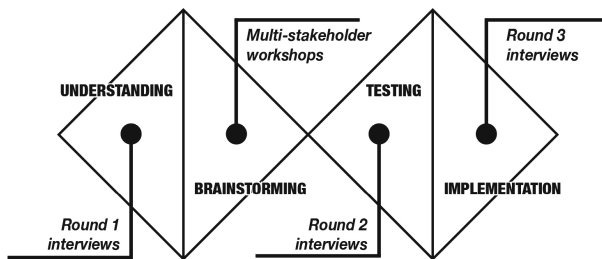 Multi-stakeholder
workshops
Round 3
interviews
UNDERSTANDING
TESTING
BRAINSTORMING
IMPLEMENTATION
Round 1
interviews
Round 2
interviews